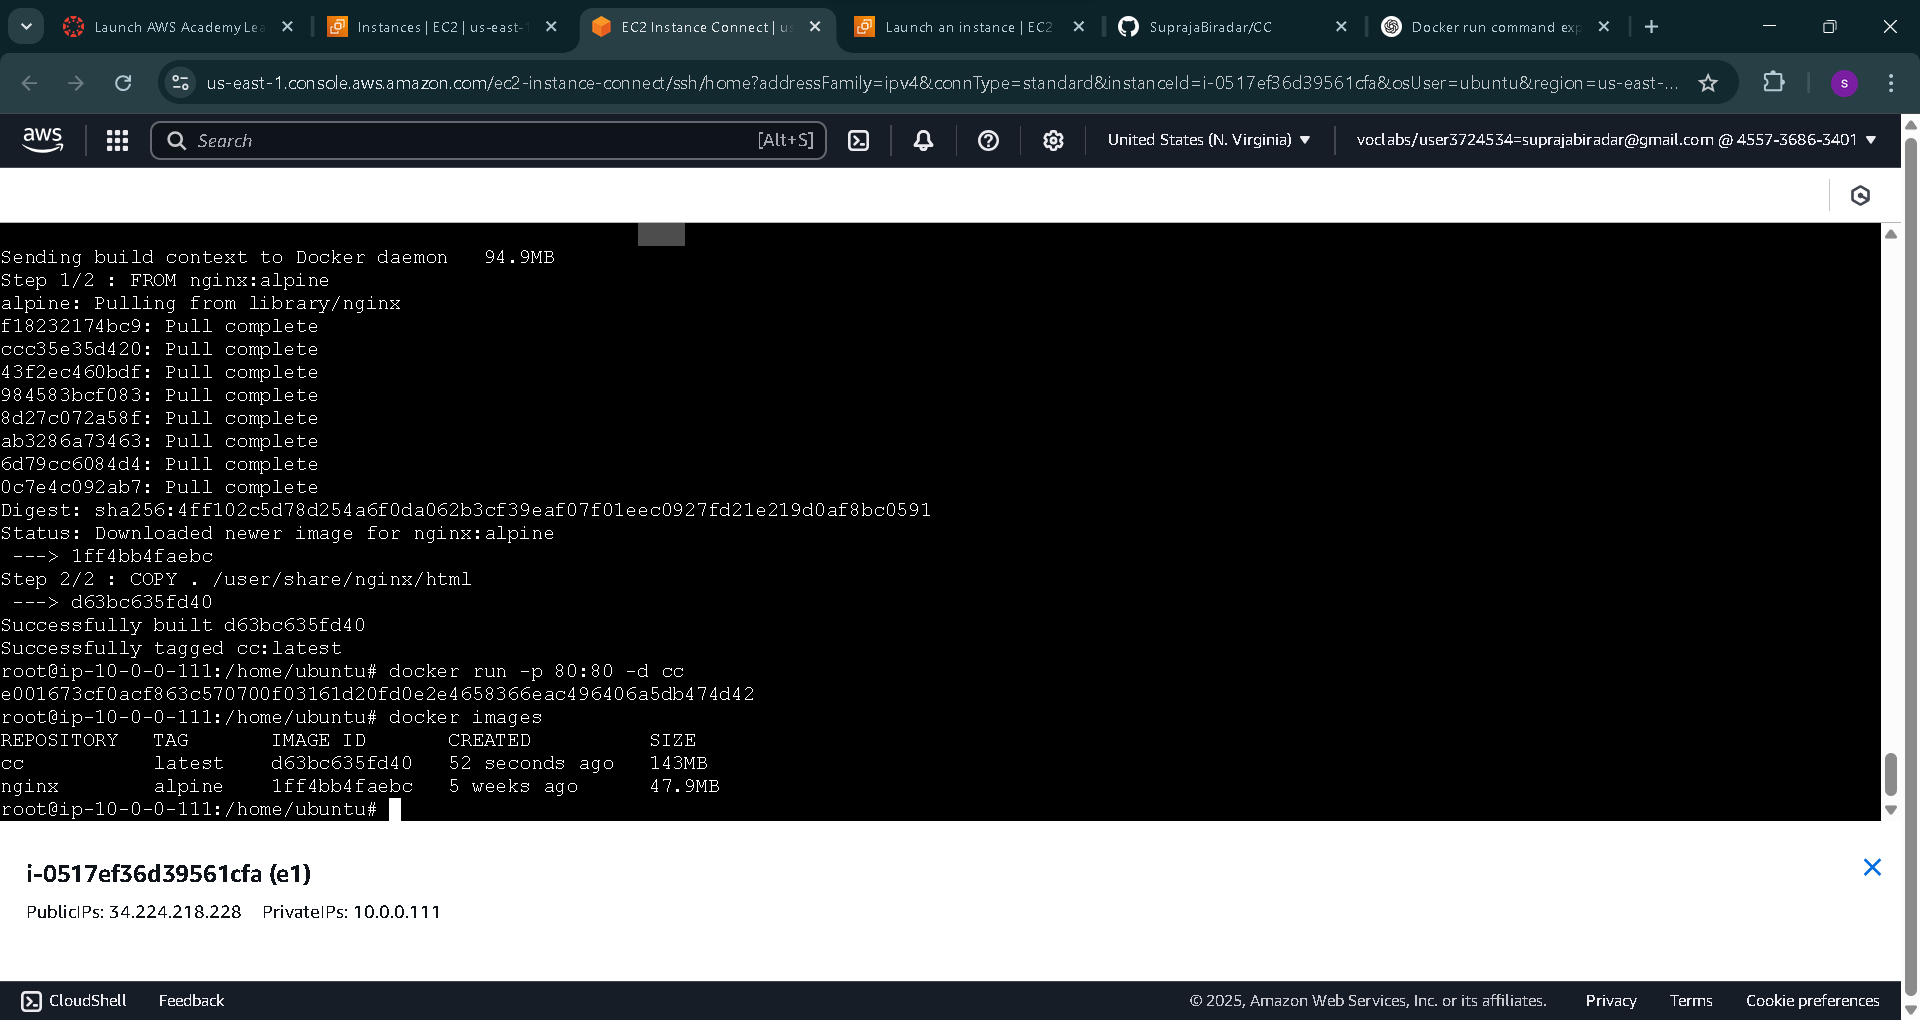 Launch AWS Academy Le
Instances | EC2 | us-east-1
EC2 Instance Connect | us
Launch an instance | EC2
SuprajaBiradar/CC
Docker run command exp
us-east-1.console.aws.amazon.com/ec2-instance-connect/ssh/home?addressFamily=ipv4&connType=standard&instanceId=i-0517ef36d39561cfa&osUser=ubuntu&region=us-east-...
S
aws
Search
[Alt+S]
United States (N. Virginia)
voclabs/user3724534=suprajabiradar@gmail.com @ 4557-3686-3401
Sending build context to Docker daemon   94.9MB
Step 1/2 : FROM nginx:alpine
alpine: Pulling from library/nginx
f18232174bc9: Pull complete
ccc35e35d420: Pull complete
43f2ec460bdf: Pull complete
984583bcf083: Pull complete
8d27c072a58f: Pull complete
ab3286a73463: Pull complete
6d79cc6084d4: Pull complete
0c7e4c092ab7: Pull complete
Digest: sha256:4ff102c5d78d254a6f0da062b3cf39eaf07f01eec0927fd21e219d0af8bc0591
Status: Downloaded newer image for nginx:alpine
 ---> 1ff4bb4faebc
Step 2/2 : COPY . /user/share/nginx/html
 ---> d63bc635fd40
Successfully built d63bc635fd40
Successfully tagged cc:latest
root@ip-10-0-0-111:/home/ubuntu# docker run -p 80:80 -d cc
e001673cf0acf863c570700f03161d20fd0e2e4658366eac496406a5db474d42
root@ip-10-0-0-111:/home/ubuntu# docker images
REPOSITORY   TAG       IMAGE ID       CREATED          SIZE
cc           latest    d63bc635fd40   52 seconds ago   143MB
nginx        alpine    1ff4bb4faebc   5 weeks ago      47.9MB
root@ip-10-0-0-111:/home/ubuntu#
i-0517ef36d39561cfa (e1)
PublicIPs: 34.224.218.228   PrivateIPs: 10.0.0.111
CloudShell   Feedback   © 2025, Amazon Web Services, Inc. or its affiliates.   Privacy   Terms   Cookie preferences